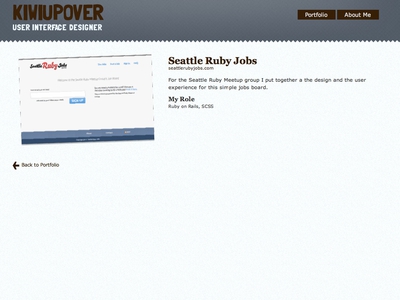 KIWIUPOVER
USER INTERFACE DESIGNER
Portfolio
About Me
Seattle Ruby Jobs
Seattle Ruby Jobs
seattlerubyjobs.com
For the Seattle Ruby Meetup group I put together a the design and the user
experience for this simple jobs board.
My Role
Ruby on Rails, SCSS
SIGN UP
Back to Portfolio